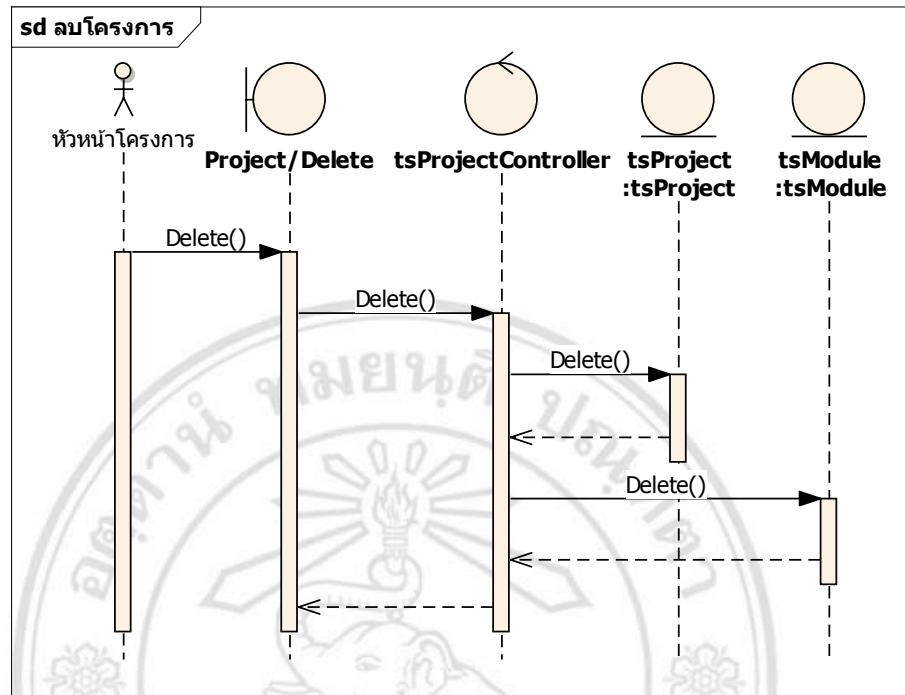 sd ลบโครงการ
หัวหน้าโครงการ
Project/Delete
tsProjectController
tsProject
:tsProject
tsModule
:tsModule
Delete()
Delete()
Delete()
Delete()